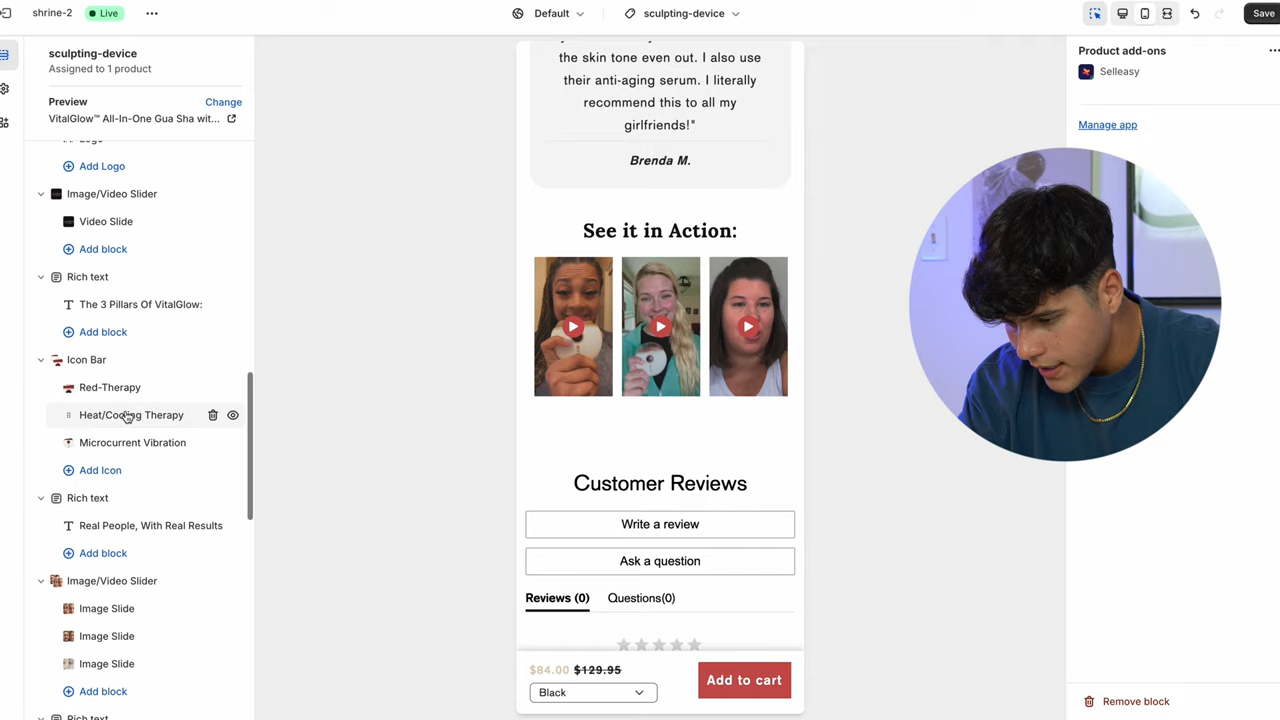 shrine-2
Live
Default
sculpting-device
Save
sculpting-device
Assigned to 1 product
Preview
Change
VitalGlow™ All-In-One Gua Sha wit...
Add Logo
Image/Video Slider
Video Slide
Add block
Rich text
The 3 Pillars Of VitalGlow:
Add block
Icon Bar
Red-Therapy
Heat/Cooling Therapy
Microcurrent Vibration
Add Icon
Rich text
Real People, With Real Results
Add block
Image/Video Slider
Image Slide
Image Slide
Image Slide
Add block
Rich text
the skin tone even out. I also use
their anti-aging serum. I literally
recommend this to all my
girlfriends!"
Brenda M.
See it in Action:
Customer Reviews
Write a review
Ask a question
Reviews (0) Questions(0)
$84.00 $129.95
Black
Add to cart
Product add-ons
Selleasy
Manage app
Remove block